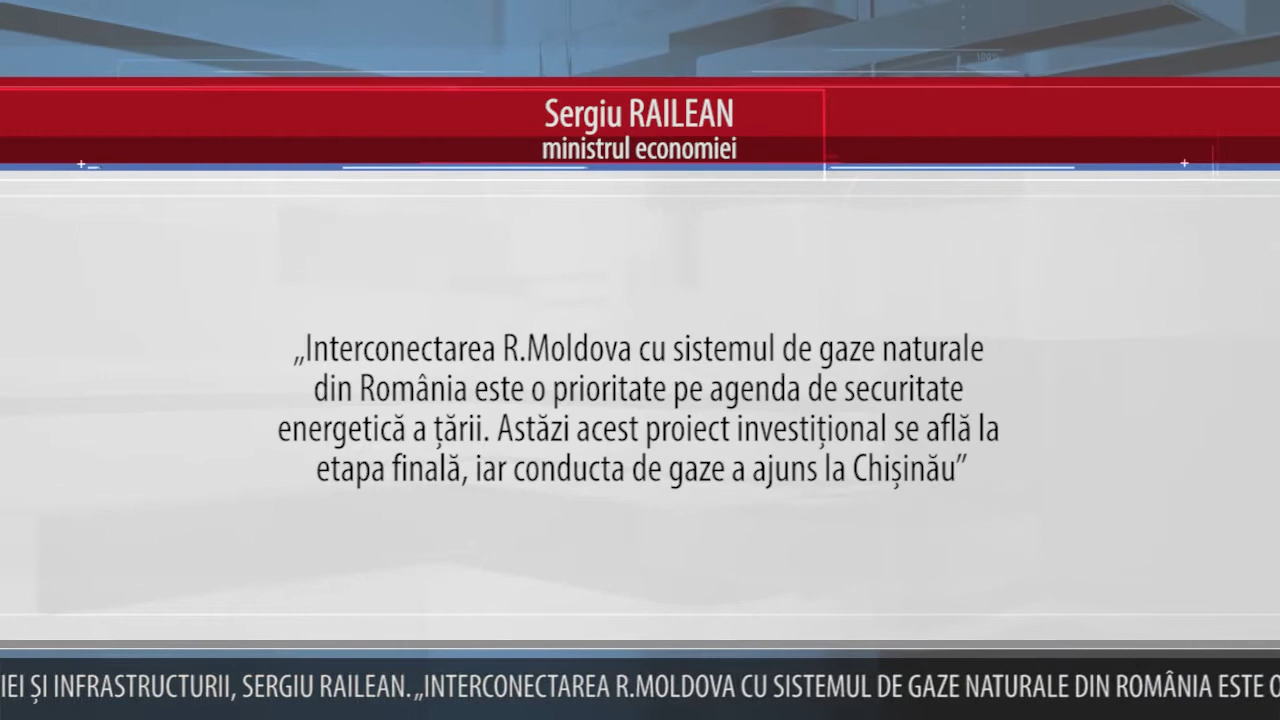 Sergiu RAILEAN
ministrul economiei
„Interconectarea R.Moldova cu sistemul de gaze naturale
din România este o prioritate pe agenda de securitate
energetică a țării. Astăzi acest proiect investițional se află la
etapa finală, iar conducta de gaze a ajuns la Chișinău”
IEI ȘI INFRASTRUCTURII, SERGIU RAILEAN. „INTERCONECTAREA R.MOLDOVA CU SISTEMUL DE GAZE NATURALE DIN ROMÂNIA ESTE O